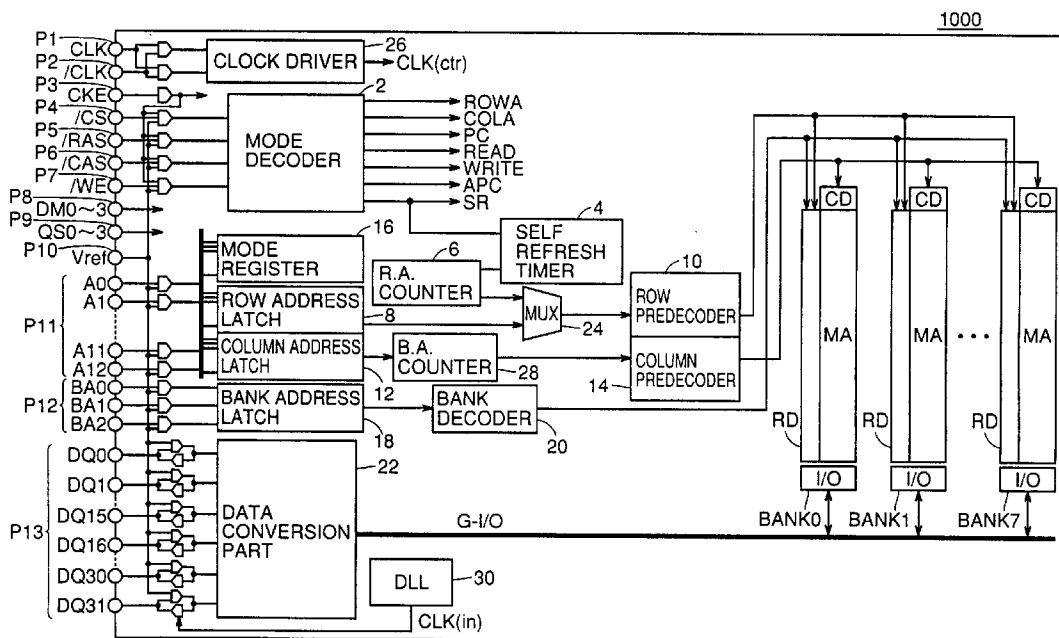 1000
P1
CLK
P2
/CLK
P3
CKE
P4
/CS
P5
/RAS
P6
/CAS
P7
/WE
P8
DM0~3
P9
QS0~3
P10
Vref
A0
A1
P11
A11
A12
BA0
P12
BA1
BA2
DQ0
DQ1
P13
DQ15
DQ16
DQ30
DQ31
CLOCK DRIVER
26
CLK(ctr)
2
MODE
DECODER
ROWA
COLA
PC
READ
WRITE
APC
SR
16
MODE
REGISTER
4
SELF
REFRESH
TIMER
6
R.A.
COUNTER
ROW ADDRESS
LATCH
8
MUX
24
10
ROW
PREDECODER
COLUMN ADDRESS
LATCH
12
B.A.
COUNTER
28
COLUMN
PREDECODER
14
BANK ADDRESS
LATCH
18
BANK
DECODER
20
22
DATA
CONVERSION
PART
G-I/O
DLL
30
CLK(in)
CD
CD
CD
MA
MA
MA
RD
RD
RD
I/O
I/O
I/O
BANK0
BANK1
BANK7